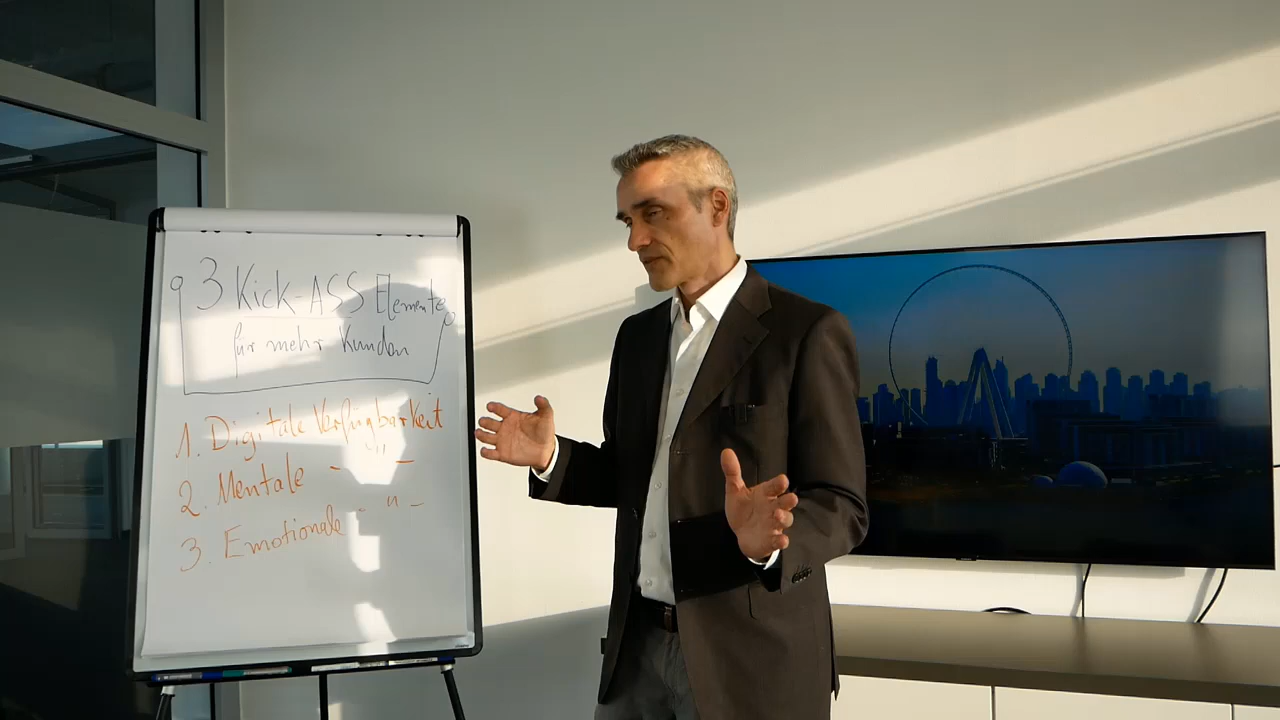 3 Kick-ASS Elemente
für mehr Kunden
1. Digitale Verfügbarkeit
2. Mentale - " -
3. Emotionale - " -